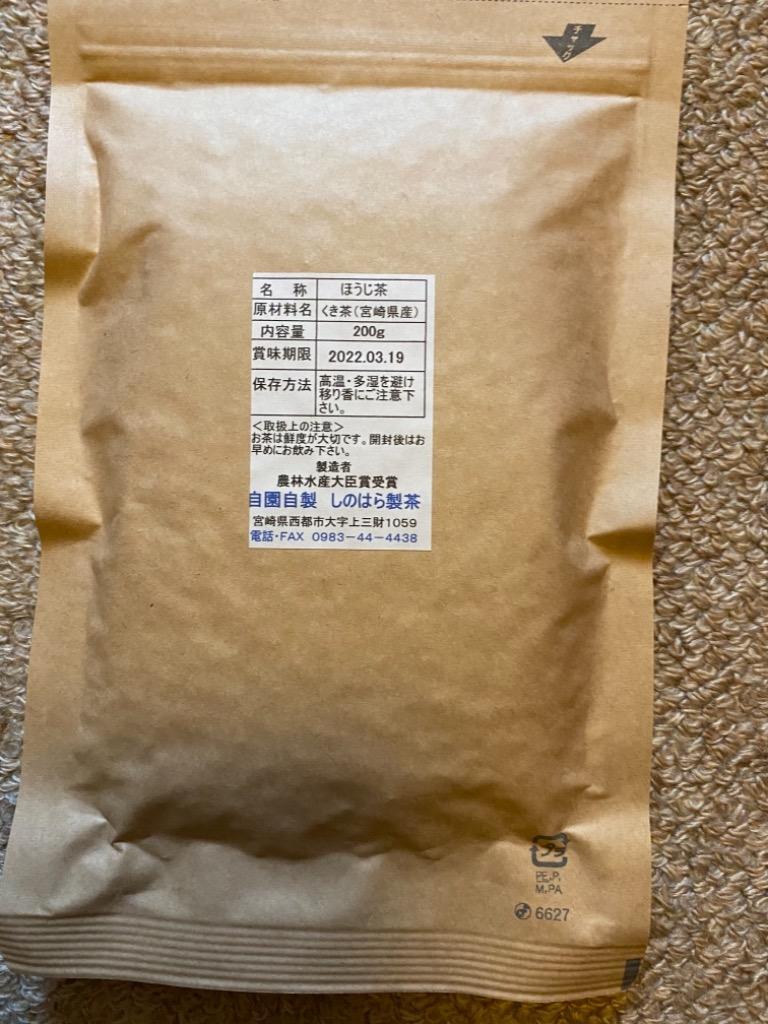 チャック
名 称 ほうじ茶
原材料名 くき茶(宮崎県産)
内容量 200g
賞味期限 2022.03.19
保存方法 高温・多湿を避け
移り香にご注意下
さい。
<取扱上の注意>
お茶は鮮度が大切です。開封後はお
早めにお飲み下さい。
製造者
農林水産大臣賞受賞
自園自製 しのはら製茶
宮崎県西都市大字上三財1059
電話・FAX 0983-44-4438
プラ
PE,P,
M,PA
6627